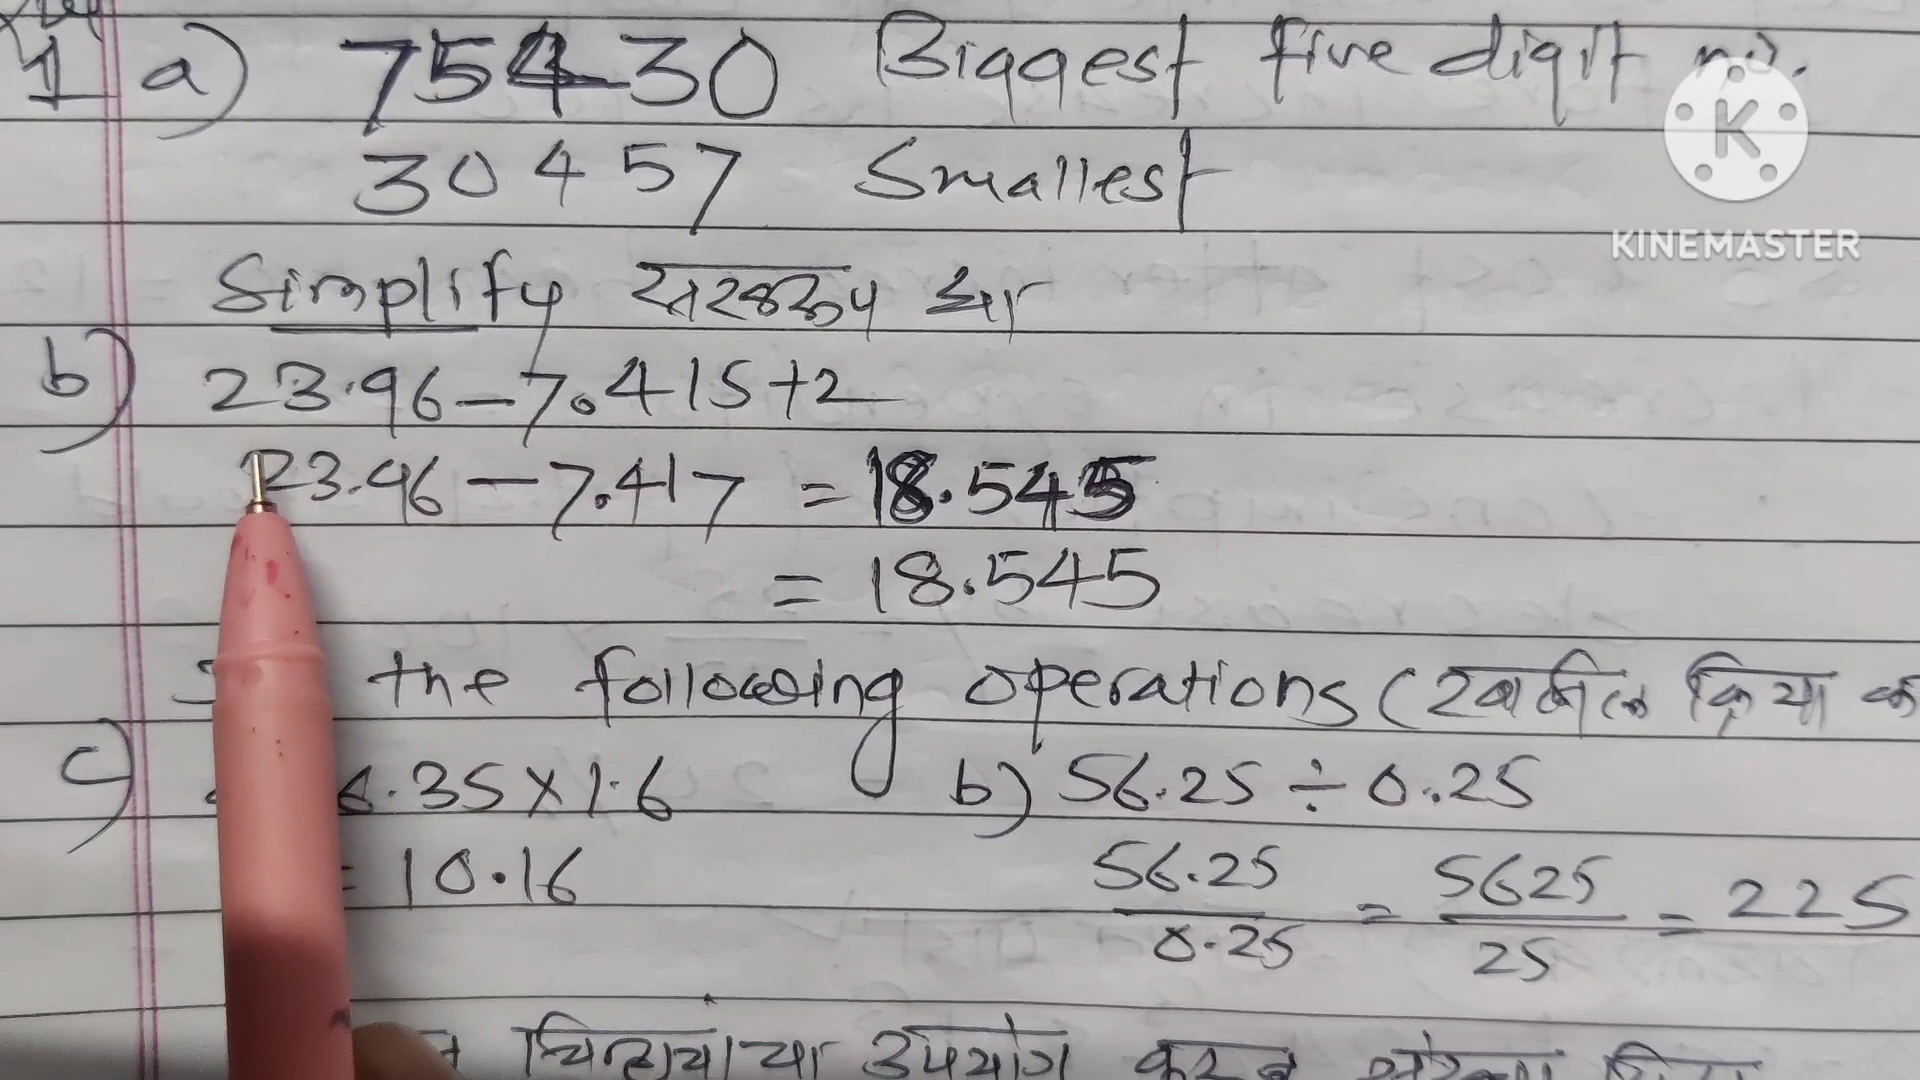 1 a) 75430 Biggest five digit no.
30457 Smallest
Simplify सरळरूप द्या
b) 23.96-7.415+2
23.96-7.417 = 18.545
= 18.545
the following operations (खालील क्रिया क
c) 6.35×1.6 b) 56.25÷0.25
= 10.16 56.25/0.25 = 5625/25 = 225
चिन्हाचा उपयोग करून
KINEMASTER